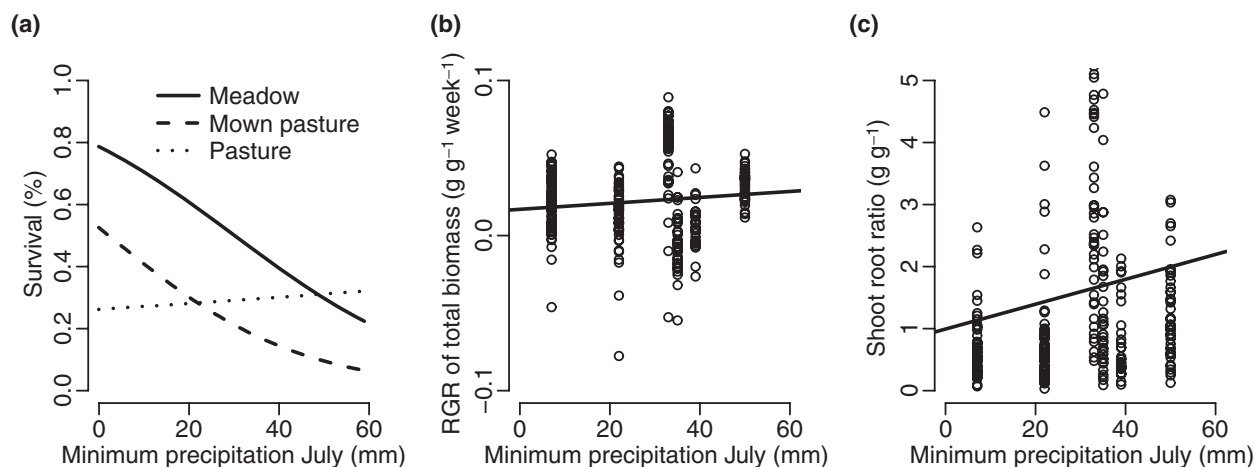 (a)
Survival (%)
1.0
0.8
0.6
0.4
0.2
0.0
Meadow
Mown pasture
Pasture
0 20 40 60
Minimum precipitation July (mm)
(b)
RGR of total biomass (g g⁻¹ week⁻¹)
0.1
0.0
−0.1
0 20 40 60
Minimum precipitation July (mm)
(c)
Shoot root ratio (g g⁻¹)
5
4
3
2
1
0
0 20 40 60
Minimum precipitation July (mm)